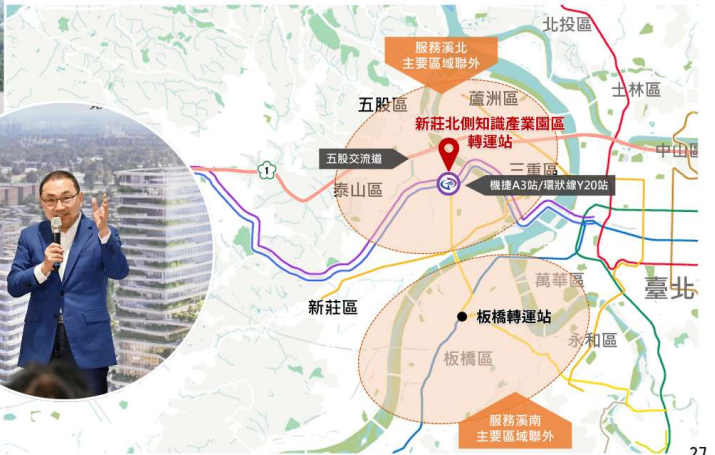 北投區
服務溪北
主要區域聯外
士林區
五股區
蘆洲區
新莊北側知識產業園區
轉運站
中山區
五股交流道
1
三重區
泰山區
機捷A3站/環狀線Y20站
萬華區
臺北
新莊區
板橋轉運站
永和區
板橋區
服務溪南
主要區域聯外
27